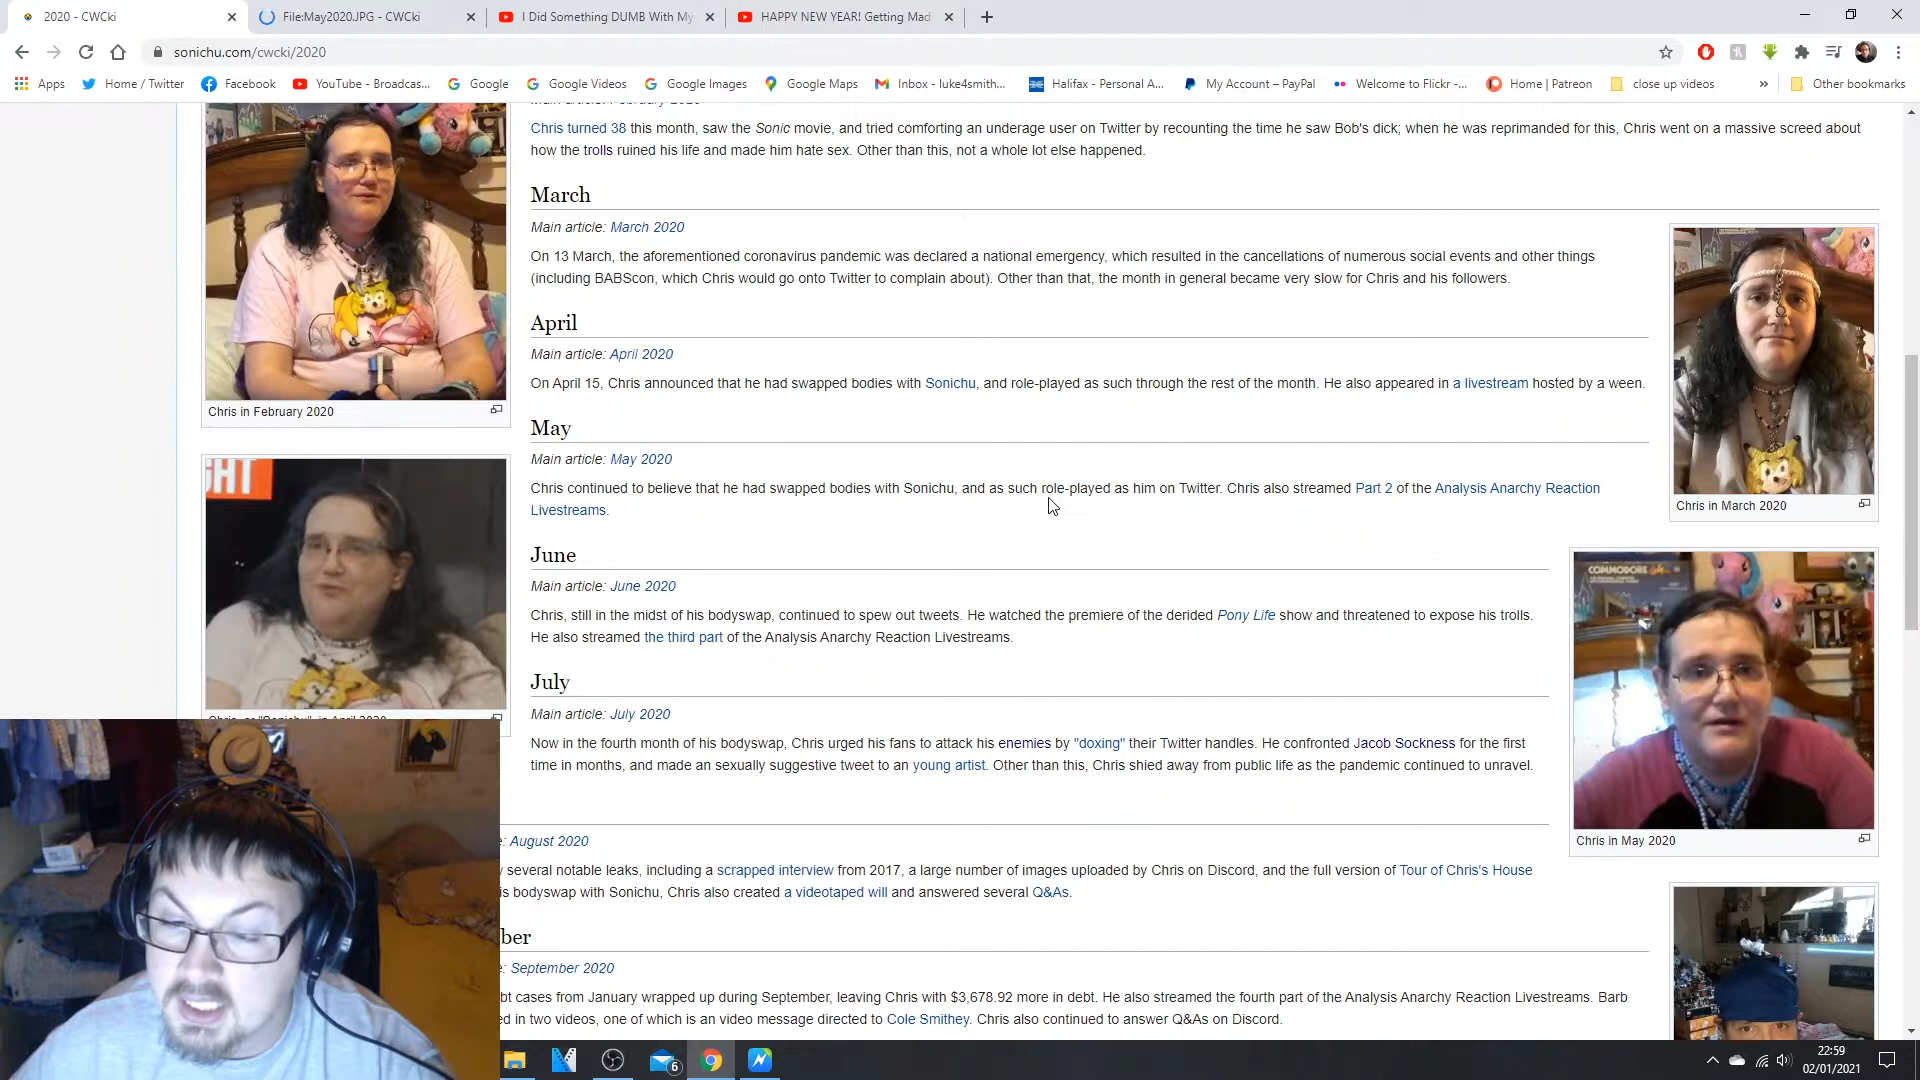 2020 - CWCki
File:May2020.JPG - CWCki
I Did Something DUMB With My
HAPPY NEW YEAR! Getting Mad
sonichu.com/cwcki/2020
Apps
Home / Twitter
Facebook
YouTube - Broadcas...
Google
Google Videos
Google Images
Google Maps
Inbox - luke4smith...
Halifax - Personal A...
My Account – PayPal
Welcome to Flickr -...
Home | Patreon
close up videos
»
Other bookmarks
Main article: February 2020
Chris turned 38 this month, saw the Sonic movie, and tried comforting an underage user on Twitter by recounting the time he saw Bob's dick; when he was reprimanded for this, Chris went on a massive screed about
how the trolls ruined his life and made him hate sex. Other than this, not a whole lot else happened.
March
Main article: March 2020
On 13 March, the aforementioned coronavirus pandemic was declared a national emergency, which resulted in the cancellations of numerous social events and other things
(including BABScon, which Chris would go onto Twitter to complain about). Other than that, the month in general became very slow for Chris and his followers.
April
Main article: April 2020
On April 15, Chris announced that he had swapped bodies with Sonichu, and role-played as such through the rest of the month. He also appeared in a livestream hosted by a ween.
Chris in February 2020
May
Main article: May 2020
Chris continued to believe that he had swapped bodies with Sonichu, and as such role-played as him on Twitter. Chris also streamed Part 2 of the Analysis Anarchy Reaction
Livestreams.
GHT
Chris in March 2020
June
Main article: June 2020
Chris, still in the midst of his bodyswap, continued to spew out tweets. He watched the premiere of the derided Pony Life show and threatened to expose his trolls.
He also streamed the third part of the Analysis Anarchy Reaction Livestreams.
COMMODORE
July
Main article: July 2020
Chris, as "Sonichu", in April 2020
Now in the fourth month of his bodyswap, Chris urged his fans to attack his enemies by "doxing" their Twitter handles. He confronted Jacob Sockness for the first
time in months, and made an sexually suggestive tweet to an young artist. Other than this, Chris shied away from public life as the pandemic continued to unravel.
Chris in May 2020
: August 2020
several notable leaks, including a scrapped interview from 2017, a large number of images uploaded by Chris on Discord, and the full version of Tour of Chris's House
is bodyswap with Sonichu, Chris also created a videotaped will and answered several Q&As.
ber
: September 2020
bt cases from January wrapped up during September, leaving Chris with $3,678.92 more in debt. He also streamed the fourth part of the Analysis Anarchy Reaction Livestreams. Barb
ed in two videos, one of which is an video message directed to Cole Smithey. Chris also continued to answer Q&As on Discord.
6
22:59
02/01/2021